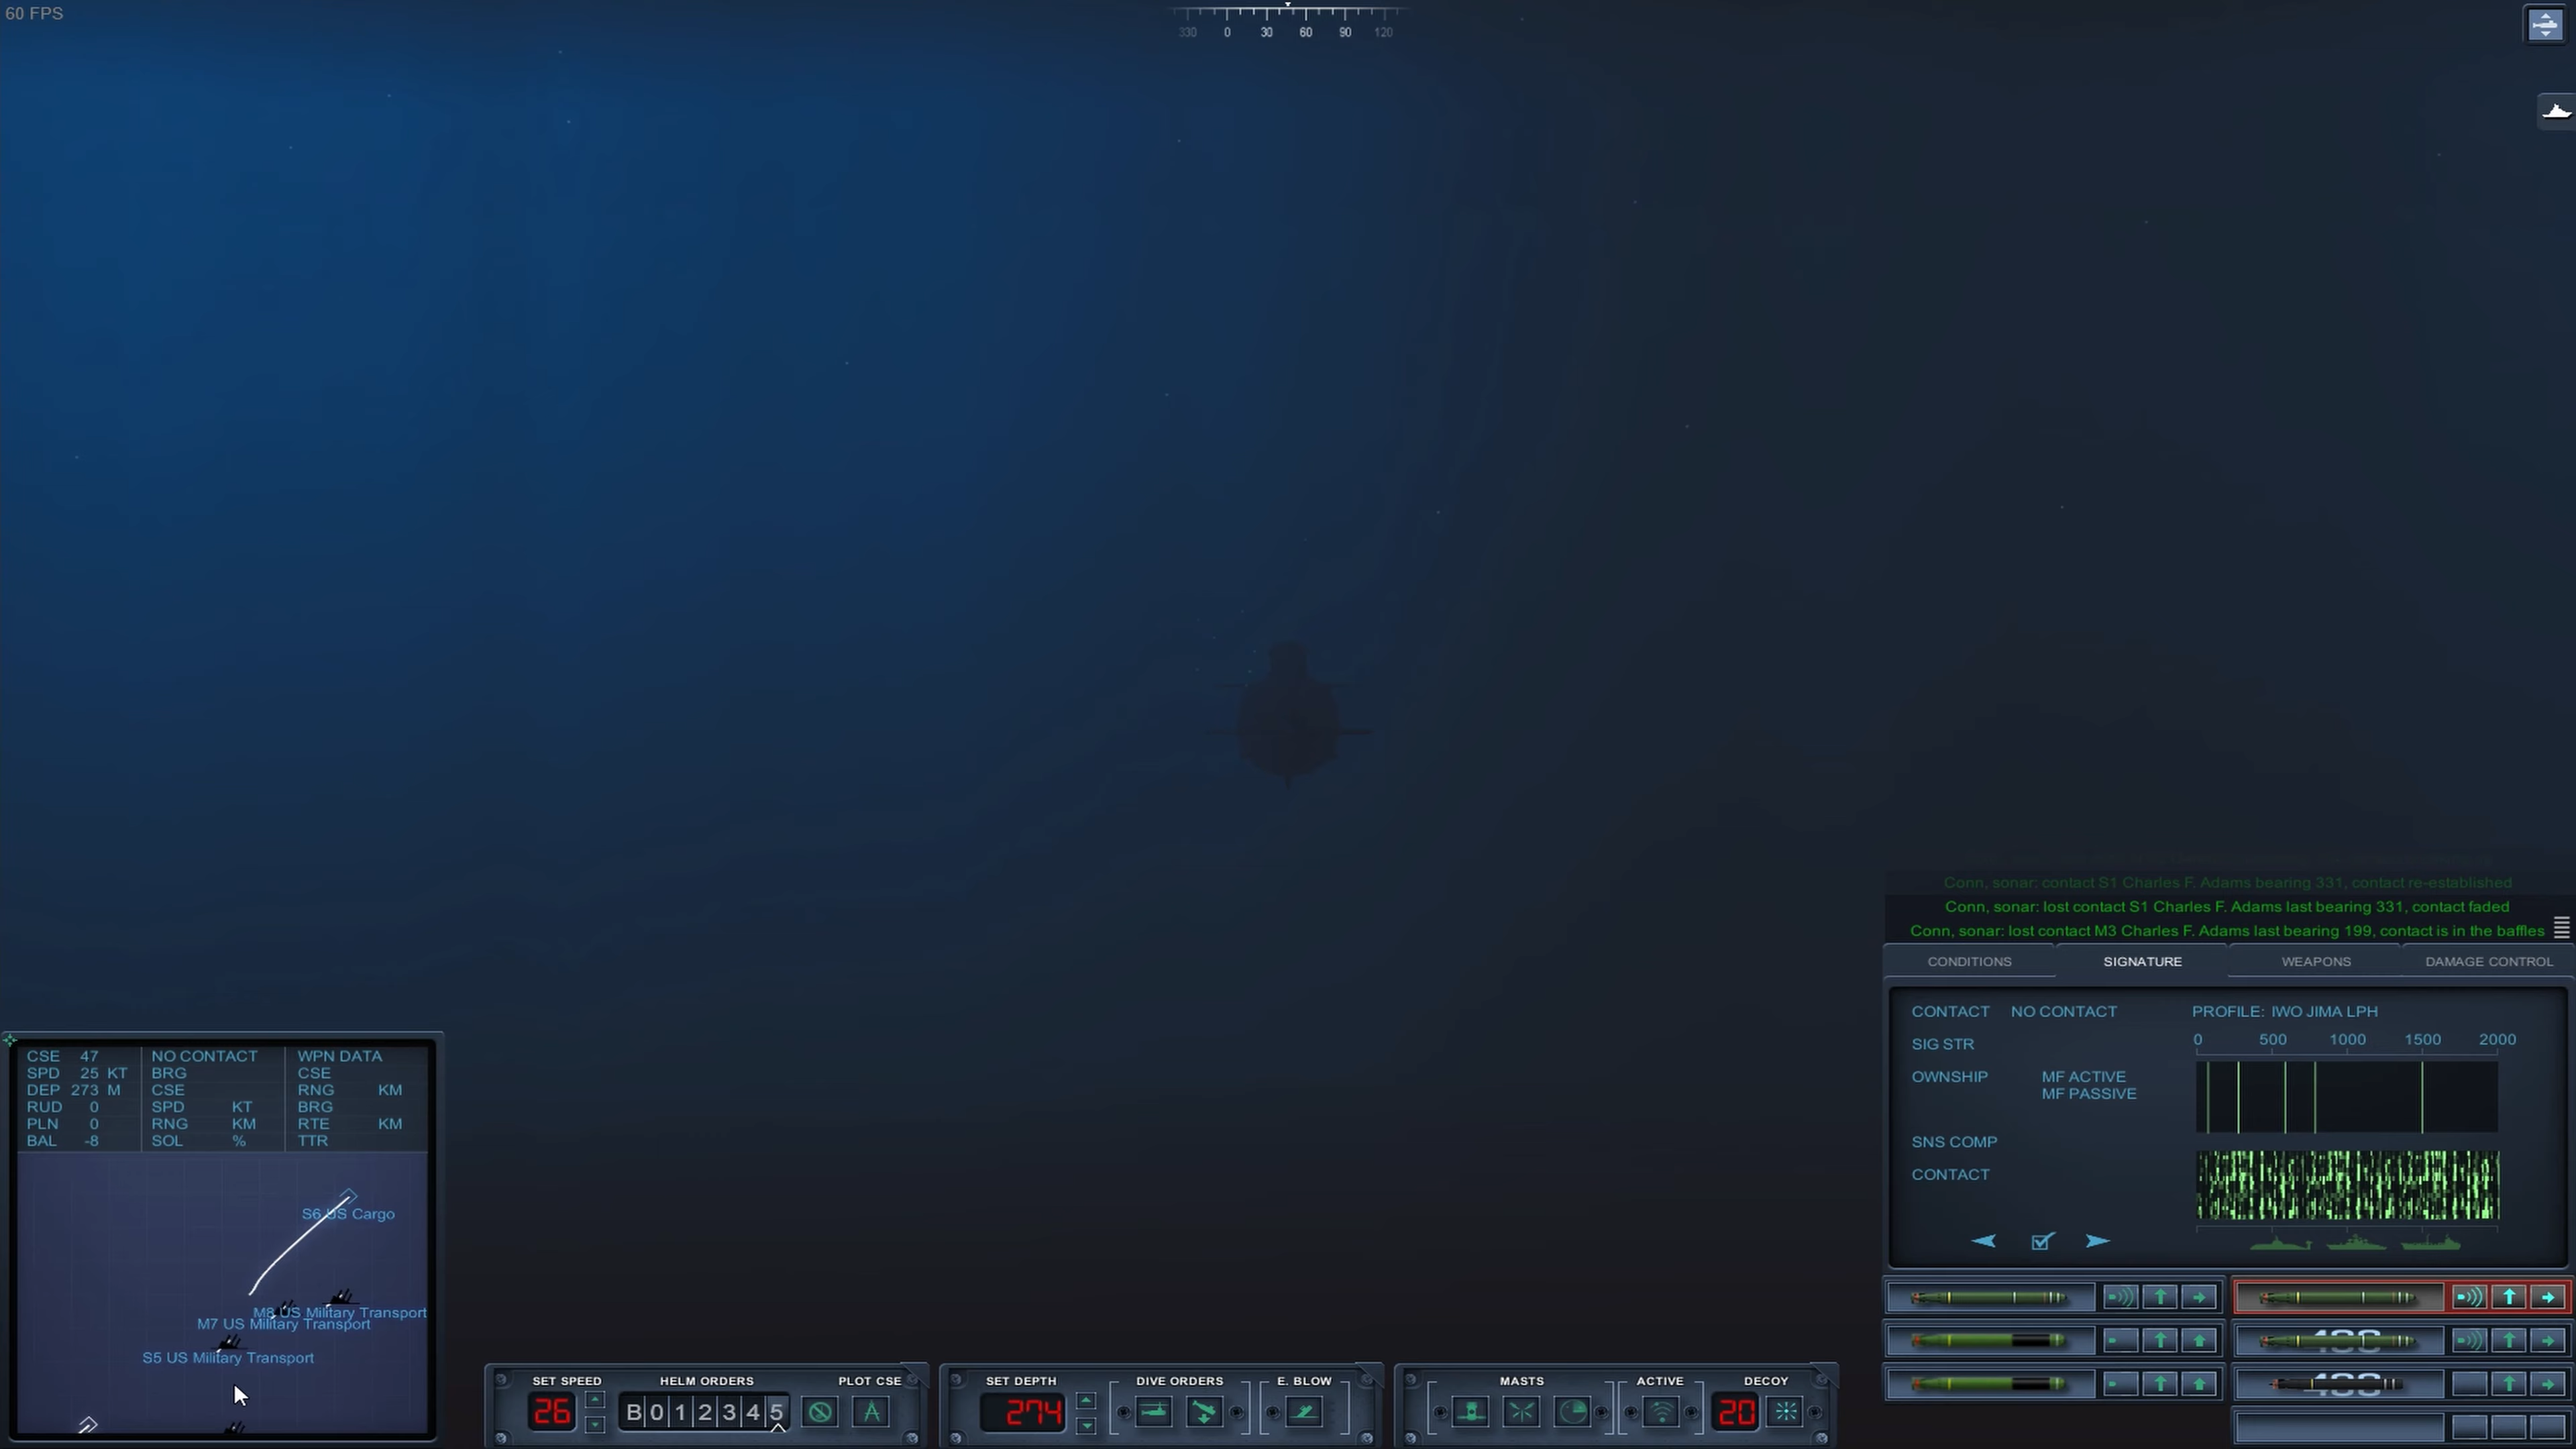 60 FPS
330 0 30 60 90 120
Conn, sonar: contact S1 Charles F. Adams bearing 331, contact re-established
Conn, sonar: lost contact S1 Charles F. Adams last bearing 331, contact faded
Conn, sonar: lost contact M3 Charles F. Adams last bearing 199, contact is in the baffles
CONDITIONS SIGNATURE WEAPONS DAMAGE CONTROL
CONTACT NO CONTACT PROFILE: IWO JIMA LPH
0 500 1000 1500 2000
SIG STR
OWNSHIP MF ACTIVE
MF PASSIVE
SNS COMP
CONTACT
CSE 47 NO CONTACT WPN DATA
SPD 25 KT BRG CSE
DEP 273 M CSE RNG KM
RUD 0 SPD KT BRG
PLN 0 RNG KM RTE KM
BAL -8 SOL % TTR
S6 US Cargo
M8 US Military Transport
M7 US Military Transport
S5 US Military Transport
SET SPEED HELM ORDERS PLOT CSE
26 B 0 1 2 3 4 5
SET DEPTH DIVE ORDERS E. BLOW
274
MASTS ACTIVE DECOY
20